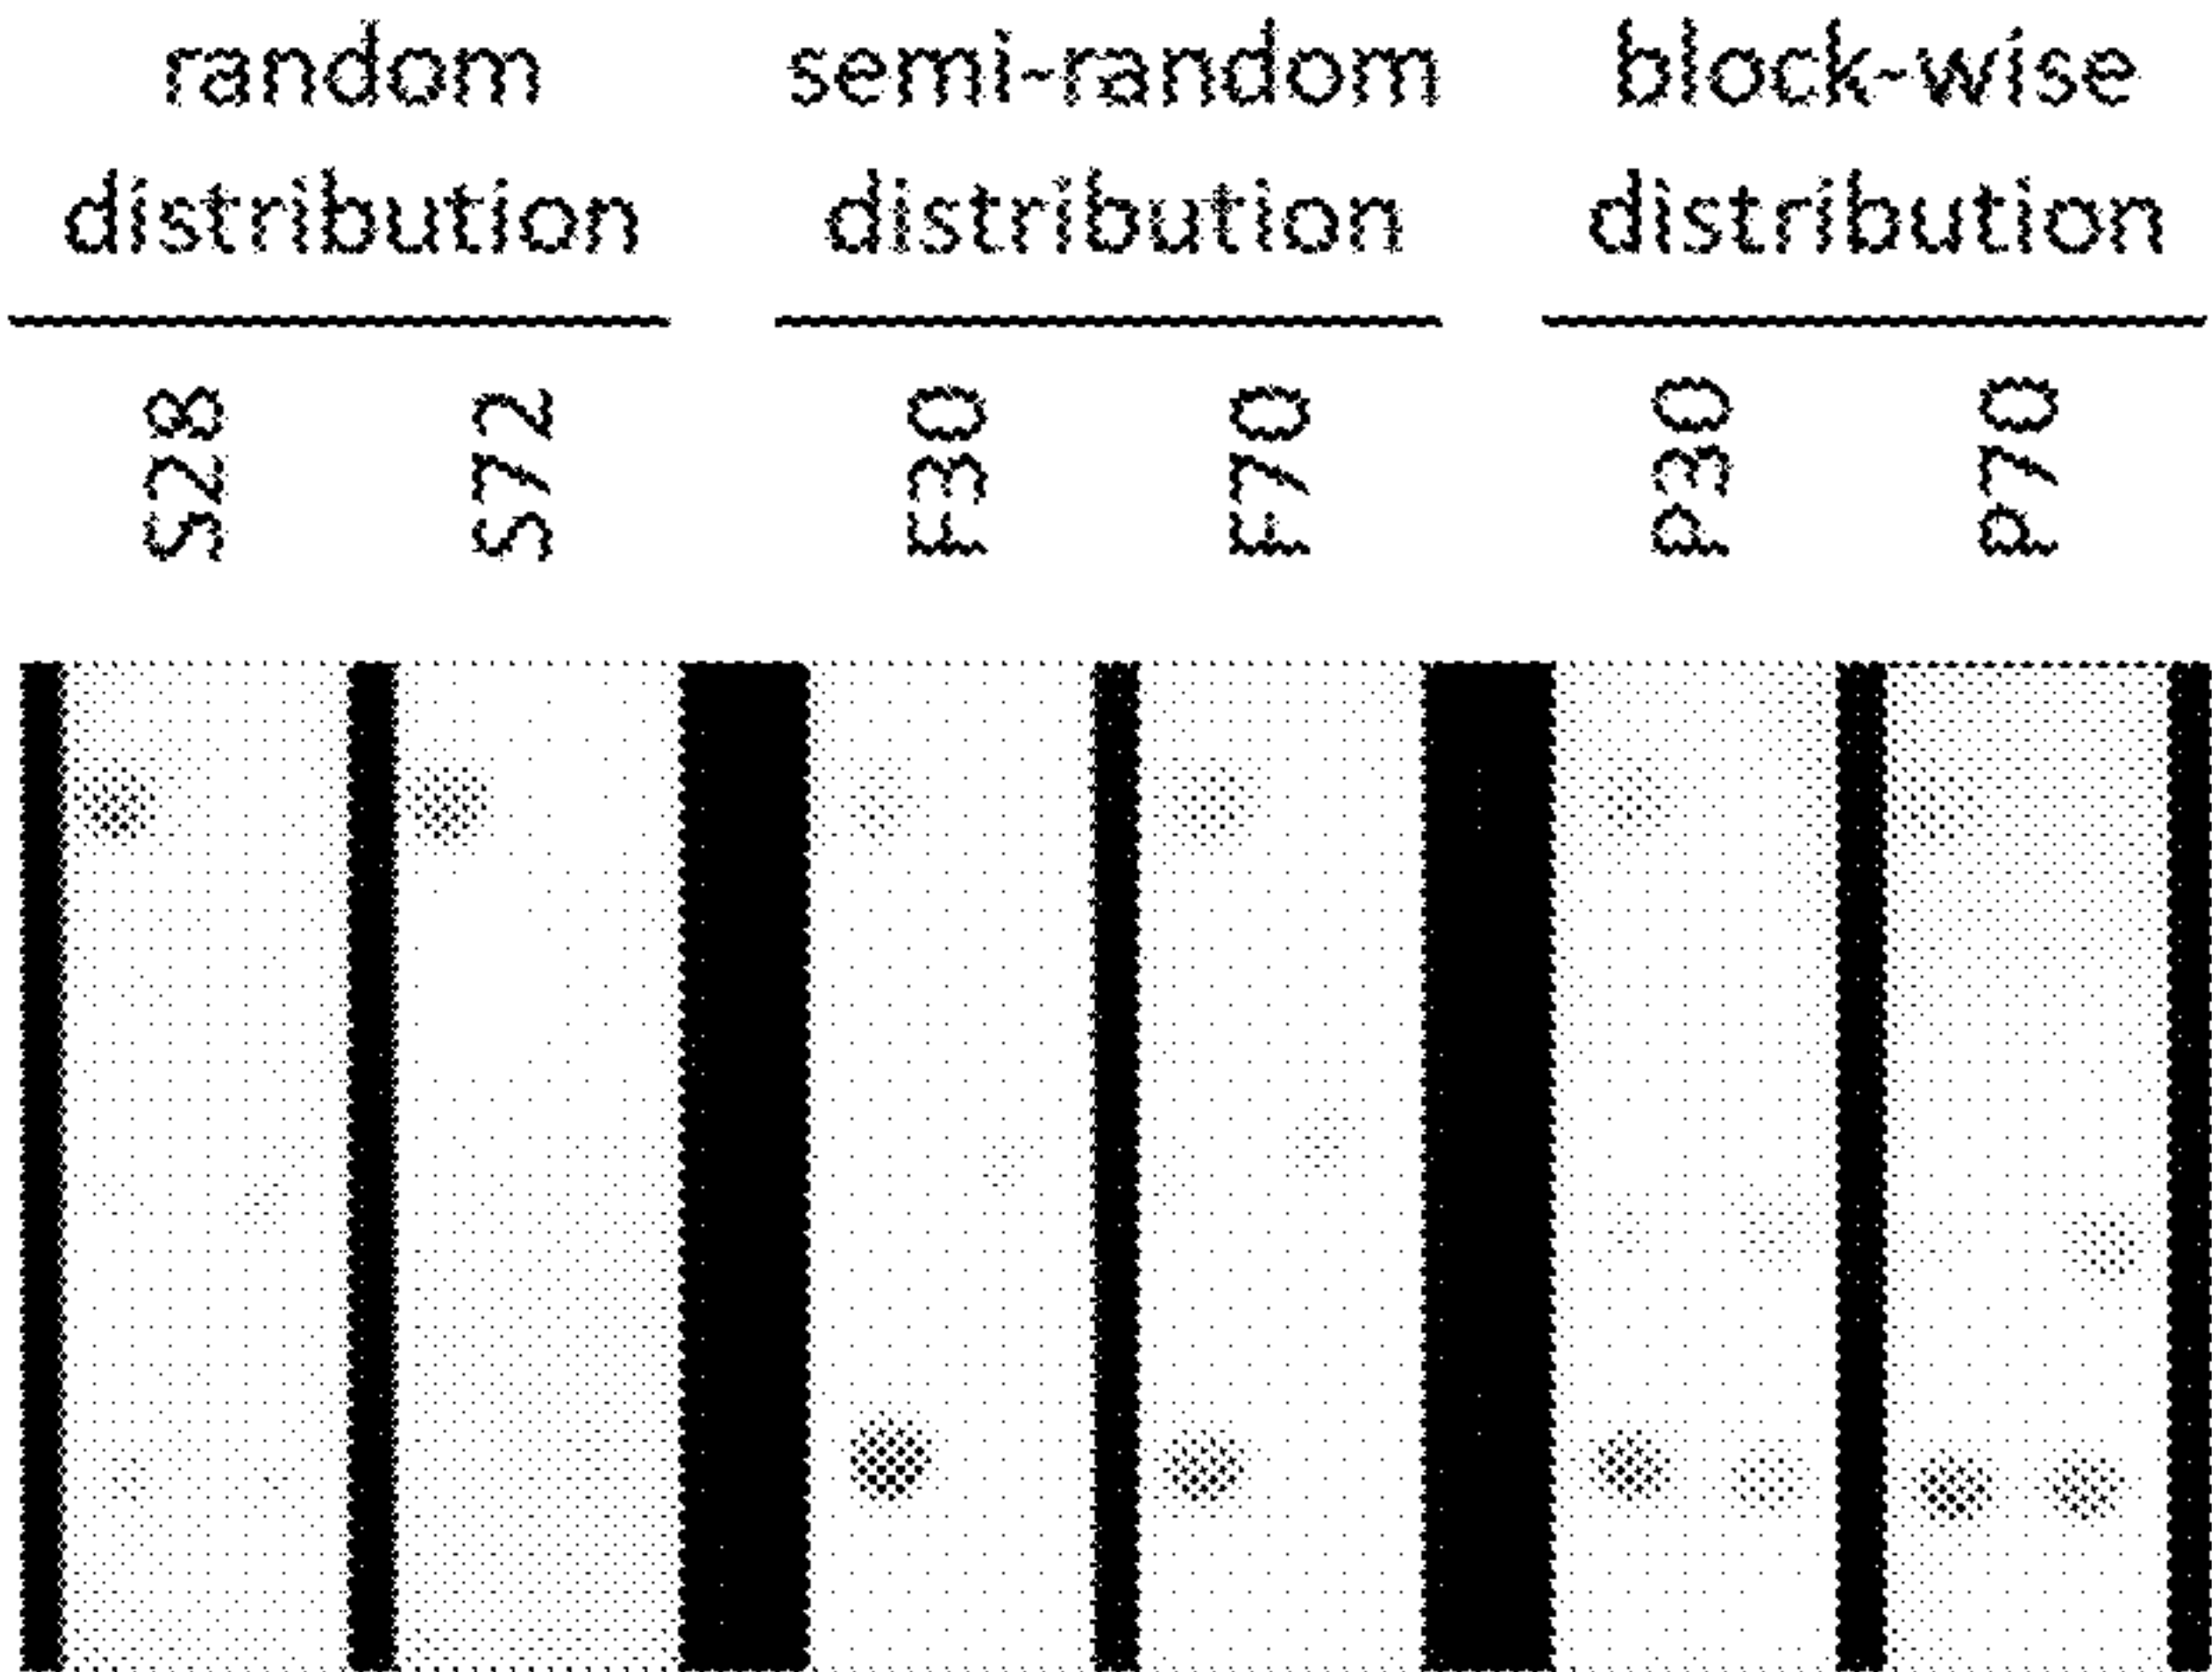 random semi-random block-wise
distribution distribution distribution
S28 S72 F30 F70 P30 P70